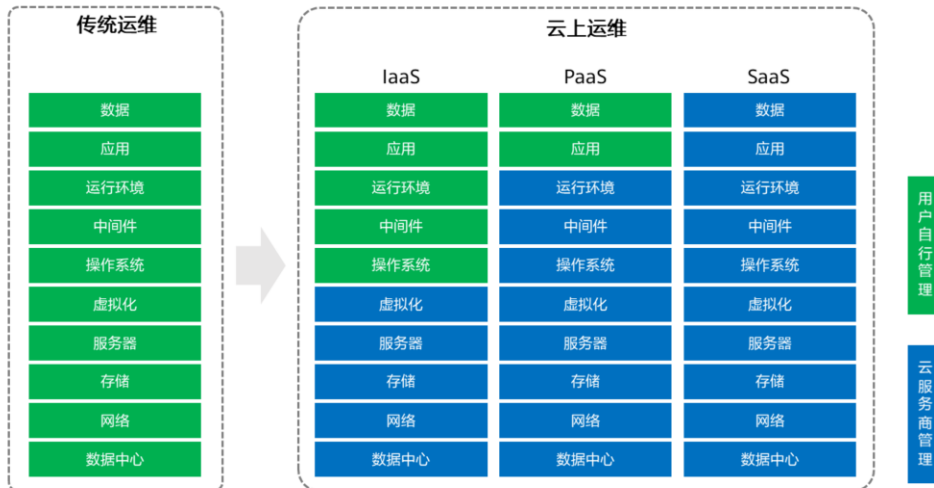 传统运维
数据
应用
运行环境
中间件
操作系统
虚拟化
服务器
存储
网络
数据中心
云上运维
IaaS
数据
应用
运行环境
中间件
操作系统
虚拟化
服务器
存储
网络
数据中心
PaaS
数据
应用
运行环境
中间件
操作系统
虚拟化
服务器
存储
网络
数据中心
SaaS
数据
应用
运行环境
中间件
操作系统
虚拟化
服务器
存储
网络
数据中心
用户自行管理
云服务商管理